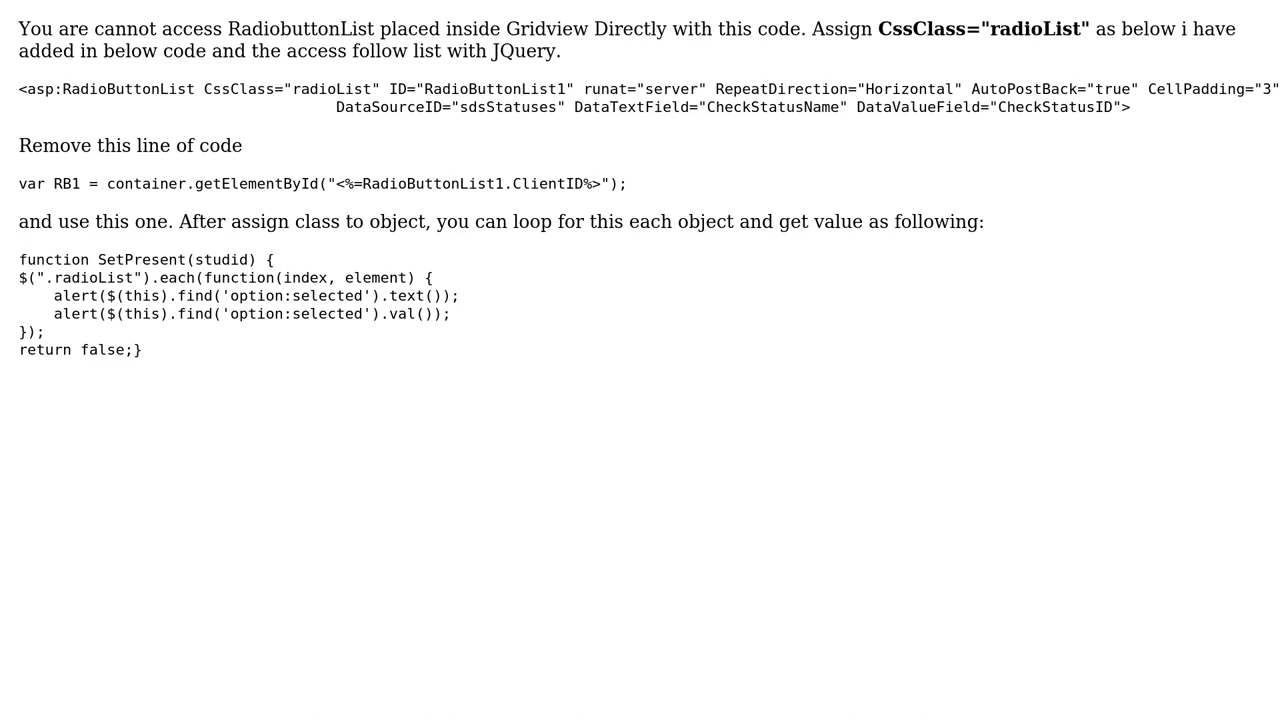 You are cannot access RadiobuttonList placed inside Gridview Directly with this code. Assign CssClass="radioList" as below i have
added in below code and the access follow list with JQuery.
<asp:RadioButtonList CssClass="radioList" ID="RadioButtonList1" runat="server" RepeatDirection="Horizontal" AutoPostBack="true" CellPadding="3"
                                    DataSourceID="sdsStatuses" DataTextField="CheckStatusName" DataValueField="CheckStatusID">
Remove this line of code
var RB1 = container.getElementById("<%=RadioButtonList1.ClientID%>");
and use this one. After assign class to object, you can loop for this each object and get value as following:
function SetPresent(studid) {
$(".radioList").each(function(index, element) {
    alert($(this).find('option:selected').text());
    alert($(this).find('option:selected').val());
});
return false;}